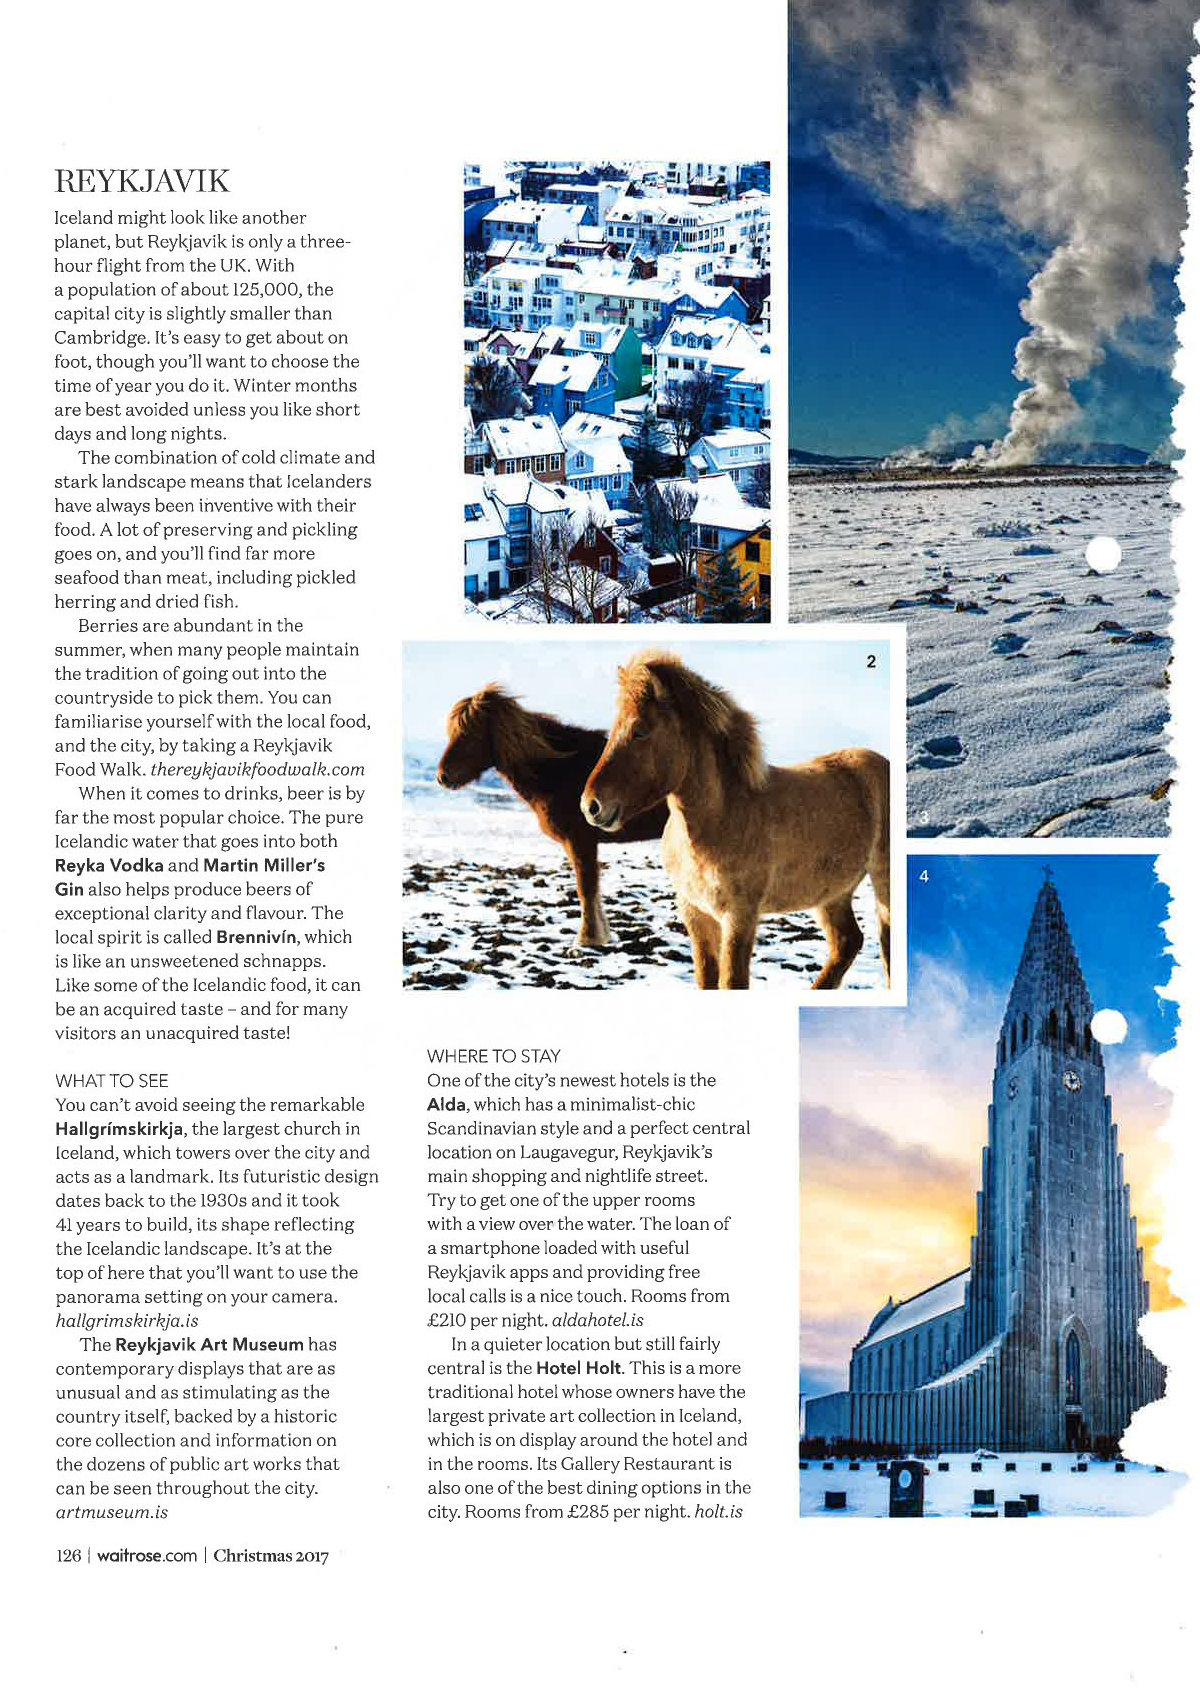 REYKJAVIK
Iceland might look like another
planet, but Reykjavik is only a three-
hour flight from the UK. With
a population of about 125,000, the
capital city is slightly smaller than
Cambridge. It's easy to get about on
foot, though you'll want to choose the
time of year you do it. Winter months
are best avoided unless you like short
days and long nights.
The combination of cold climate and
stark landscape means that Icelanders
have always been inventive with their
food. A lot of preserving and pickling
goes on, and you'll find far more
seafood than meat, including pickled
herring and dried fish.
Berries are abundant in the
summer, when many people maintain
the tradition of going out into the
countryside to pick them. You can
familiarise yourself with the local food,
and the city, by taking a Reykjavik
Food Walk. thereykjavikfoodwalk.com
When it comes to drinks, beer is by
far the most popular choice. The pure
Icelandic water that goes into both
Reyka Vodka and Martin Miller's
Gin also helps produce beers of
exceptional clarity and flavour. The
local spirit is called Brennivín, which
is like an unsweetened schnapps.
Like some of the Icelandic food, it can
be an acquired taste – and for many
visitors an unacquired taste!
WHAT TO SEE
You can't avoid seeing the remarkable
Hallgrímskirkja, the largest church in
Iceland, which towers over the city and
acts as a landmark. Its futuristic design
dates back to the 1930s and it took
41 years to build, its shape reflecting
the Icelandic landscape. It's at the
top of here that you'll want to use the
panorama setting on your camera.
hallgrimskirkja.is
The Reykjavik Art Museum has
contemporary displays that are as
unusual and as stimulating as the
country itself, backed by a historic
core collection and information on
the dozens of public art works that
can be seen throughout the city.
artmuseum.is
WHERE TO STAY
One of the city's newest hotels is the
Alda, which has a minimalist-chic
Scandinavian style and a perfect central
location on Laugavegur, Reykjavik's
main shopping and nightlife street.
Try to get one of the upper rooms
with a view over the water. The loan of
a smartphone loaded with useful
Reykjavik apps and providing free
local calls is a nice touch. Rooms from
£210 per night. aldahotel.is
In a quieter location but still fairly
central is the Hotel Holt. This is a more
traditional hotel whose owners have the
largest private art collection in Iceland,
which is on display around the hotel and
in the rooms. Its Gallery Restaurant is
also one of the best dining options in the
city. Rooms from £285 per night. holt.is
1
2
3
4
126 | waitrose.com | Christmas 2017